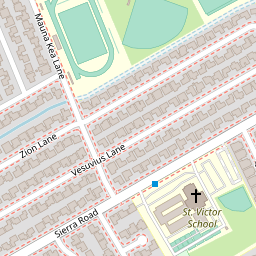 Mauna Kea
Lane
Zion Lane
Vesuvius Lane
Sierra Road
St. Victor
School